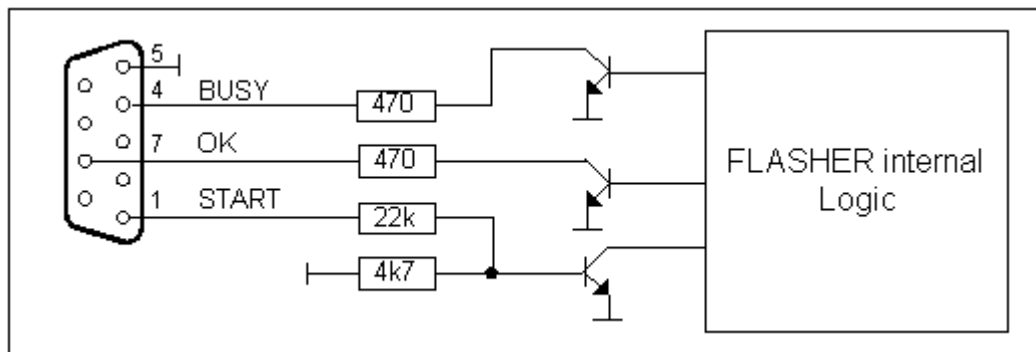 5
4 BUSY 470
7 OK 470
1 START 22k
4k7
FLASHER internal
Logic